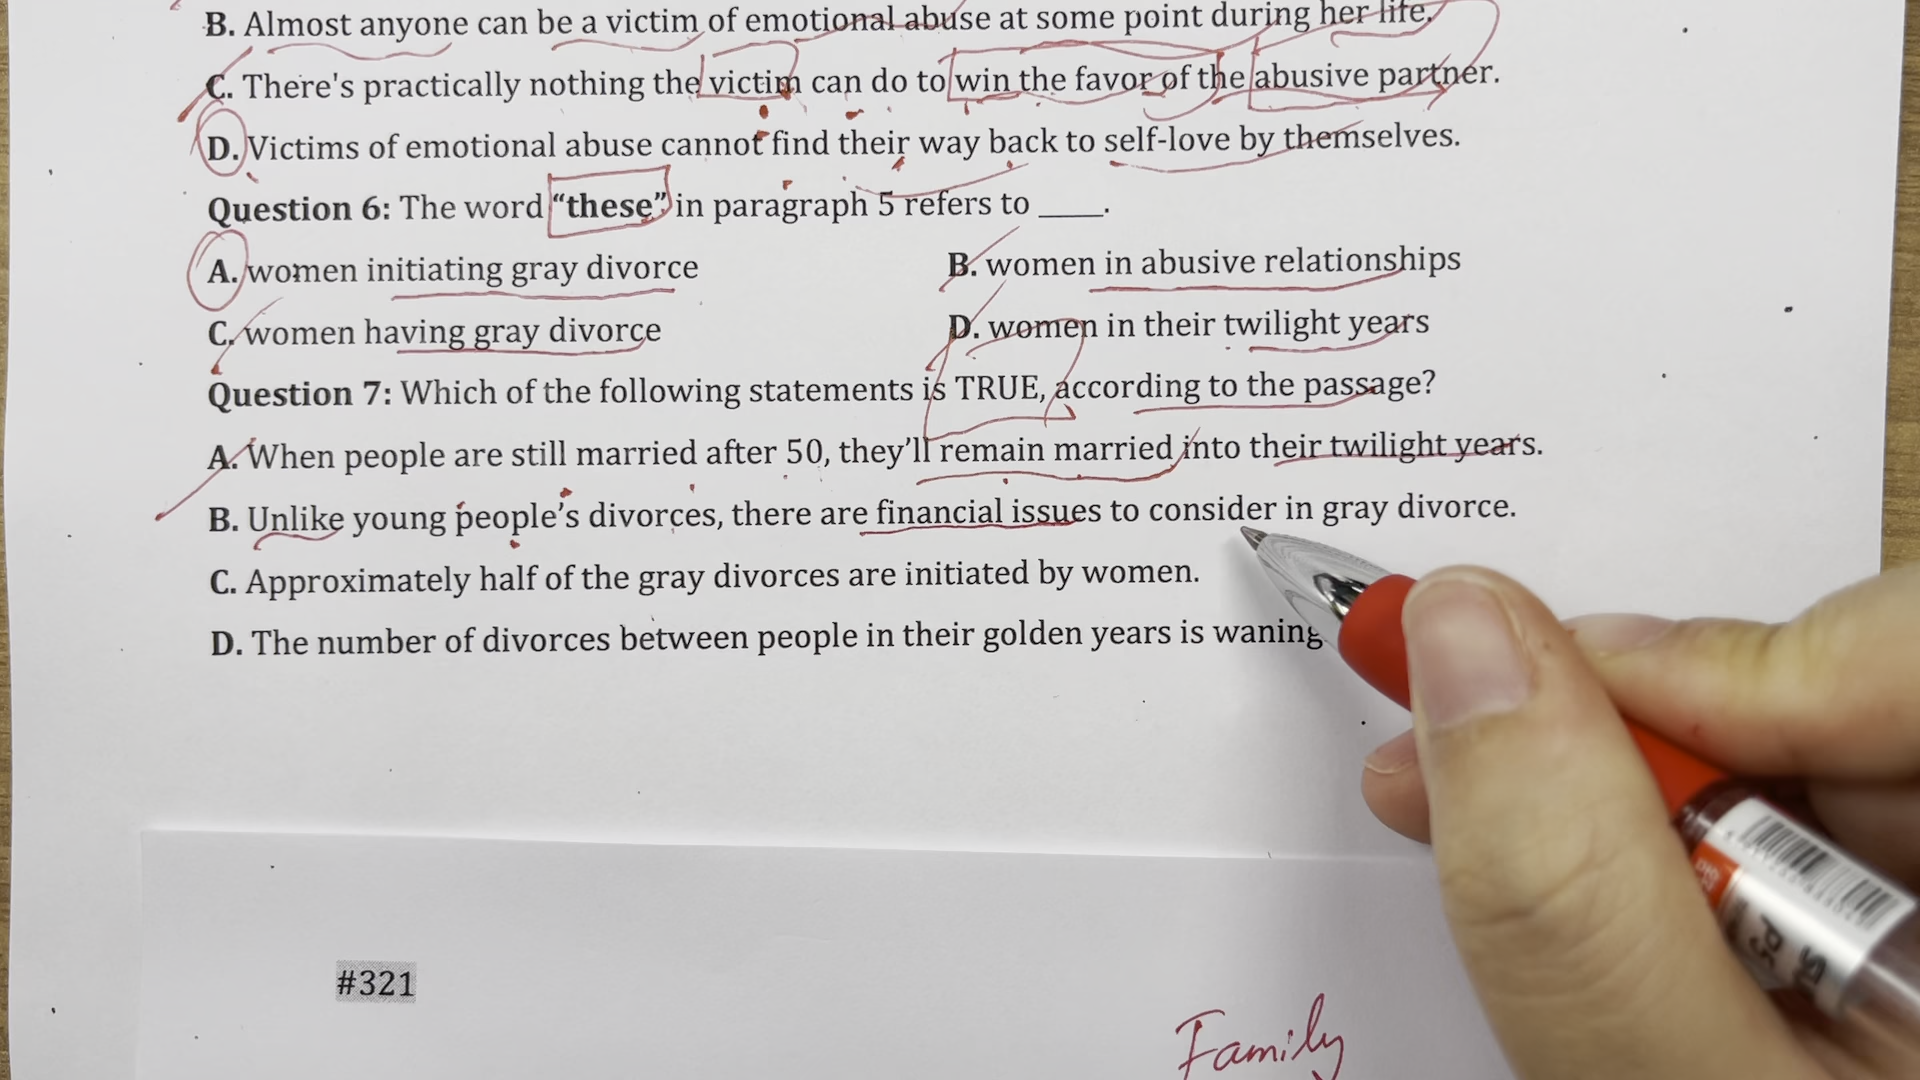 B. Almost anyone can be a victim of emotional abuse at some point during her life.
C. There's practically nothing the victim can do to win the favor of the abusive partner.
D. Victims of emotional abuse cannot find their way back to self-love by themselves.
Question 6: The word “these” in paragraph 5 refers to ____.
A. women initiating gray divorce B. women in abusive relationships
C. women having gray divorce D. women in their twilight years
Question 7: Which of the following statements is TRUE, according to the passage?
A. When people are still married after 50, they’ll remain married into their twilight years.
B. Unlike young people’s divorces, there are financial issues to consider in gray divorce.
C. Approximately half of the gray divorces are initiated by women.
D. The number of divorces between people in their golden years is waning
#321
Family